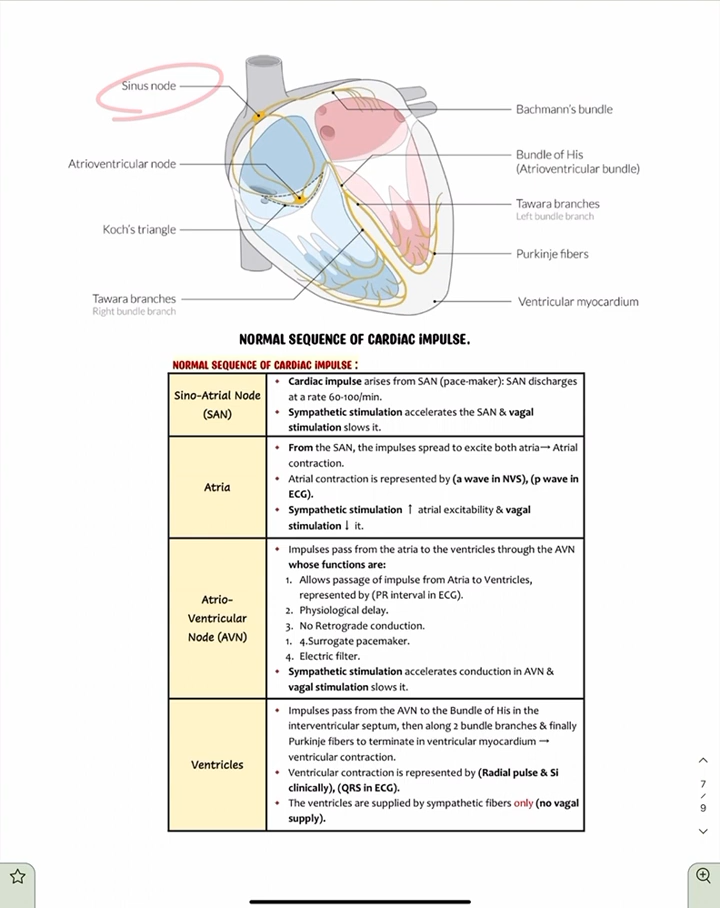 Sinus node
Bachmann's bundle
Bundle of His
(Atrioventricular bundle)
Atrioventricular node
Tawara branches
Left bundle branch
Koch's triangle
Purkinje fibers
Tawara branches
Right bundle branch
Ventricular myocardium
NORMAL SEQUENCE OF CARDIAC IMPULSE.
NORMAL SEQUENCE OF CARDIAC IMPULSE :
Sino-Atrial Node
(SAN)
• Cardiac impulse arises from SAN (pace-maker): SAN discharges
at a rate 60-100/min.
• Sympathetic stimulation accelerates the SAN & vagal
stimulation slows it.
Atria
• From the SAN, the impulses spread to excite both atria→ Atrial
contraction.
• Atrial contraction is represented by (a wave in NVS), (p wave in
ECG).
• Sympathetic stimulation ↑ atrial excitability & vagal
stimulation ↓ it.
Atrio-
Ventricular
Node (AVN)
• Impulses pass from the atria to the ventricles through the AVN
whose functions are:
1. Allows passage of impulse from Atria to Ventricles,
represented by (PR interval in ECG).
2. Physiological delay.
3. No Retrograde conduction.
1. 4.Surrogate pacemaker.
4. Electric filter.
• Sympathetic stimulation accelerates conduction in AVN &
vagal stimulation slows it.
Ventricles
• Impulses pass from the AVN to the Bundle of His in the
interventricular septum, then along 2 bundle branches & finally
Purkinje fibers to terminate in ventricular myocardium →
ventricular contraction.
• Ventricular contraction is represented by (Radial pulse & Si
clinically), (QRS in ECG).
• The ventricles are supplied by sympathetic fibers only (no vagal
supply).
7
/
9